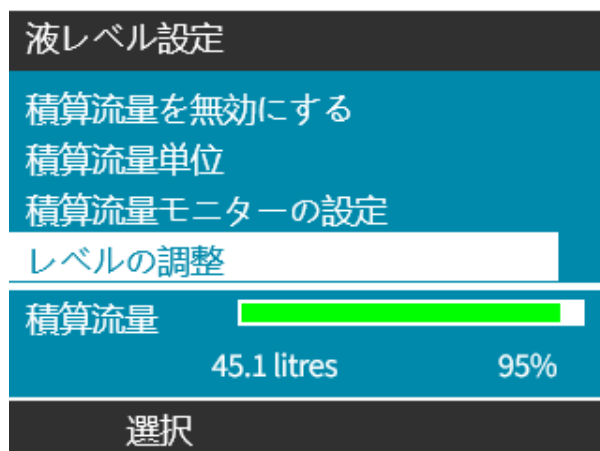 液レベル設定
積算流量を無効にする
積算流量単位
積算流量モニターの設定
レベルの調整
積算流量
45.1 litres 95%
選択